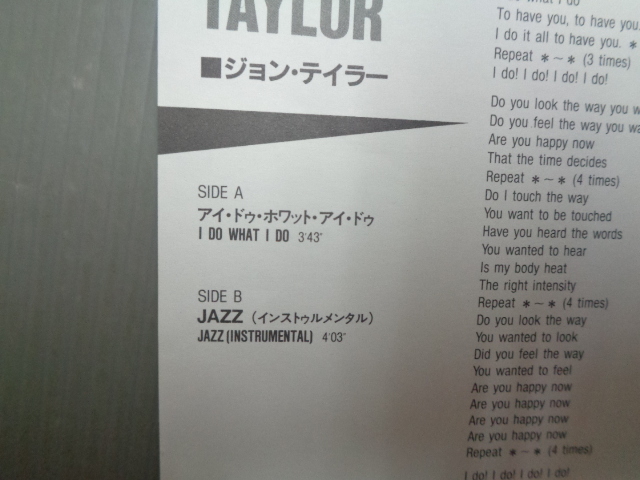 TAYLOR
■ジョン・テイラー
SIDE A
アイ・ドゥ・ホワット・アイ・ドゥ
I DO WHAT I DO 3'43"
SIDE B
JAZZ（インストゥルメンタル）
JAZZ(INSTRUMENTAL) 4'03"
what I do
To have you, to have you.
I do it all to have you. ＊
Repeat ＊～＊ (3 times)
I do! I do! I do! I do!
Do you look the way you
Do you feel the way you
Are you happy now
That the time decides
Repeat ＊～＊ (4 times)
Do I touch the way
You want to be touched
Have you heard the words
You wanted to hear
Is my body heat
The right intensity
Repeat ＊～＊ (4 times)
Do you look the way
You wanted to look
Did you feel the way
You wanted to feel
Are you happy now
Are you happy now
Are you happy now
Are you happy now
Repeat ＊～＊ (4 times)
I do! I do! I do! I do!